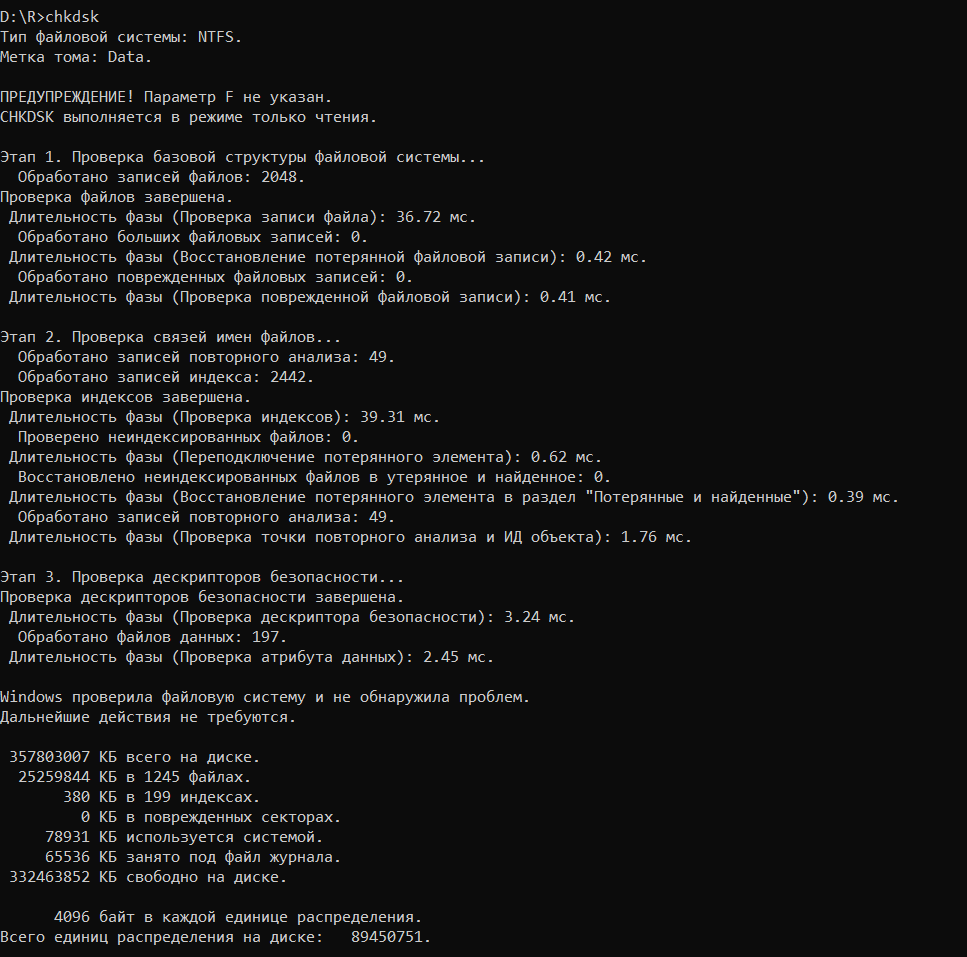 D:\R>chkdsk
Тип файловой системы: NTFS.
Метка тома: Data.
ПРЕДУПРЕЖДЕНИЕ! Параметр F не указан.
CHKDSK выполняется в режиме только чтения.
Этап 1. Проверка базовой структуры файловой системы...
Обработано записей файлов: 2048.
Проверка файлов завершена.
Длительность фазы (Проверка записи файла): 36.72 мс.
Обработано больших файловых записей: 0.
Длительность фазы (Восстановление потерянной файловой записи): 0.42 мс.
Обработано поврежденных файловых записей: 0.
Длительность фазы (Проверка поврежденной файловой записи): 0.41 мс.
Этап 2. Проверка связей имен файлов...
Обработано записей повторного анализа: 49.
Обработано записей индекса: 2442.
Проверка индексов завершена.
Длительность фазы (Проверка индексов): 39.31 мс.
Проверено неиндексированных файлов: 0.
Длительность фазы (Переподключение потерянного элемента): 0.62 мс.
Восстановлено неиндексированных файлов в утерянное и найденное: 0.
Длительность фазы (Восстановление потерянного элемента в раздел "Потерянные и найденные"): 0.39 мс.
Обработано записей повторного анализа: 49.
Длительность фазы (Проверка точки повторного анализа и ИД объекта): 1.76 мс.
Этап 3. Проверка дескрипторов безопасности...
Проверка дескрипторов безопасности завершена.
Длительность фазы (Проверка дескриптора безопасности): 3.24 мс.
Обработано файлов данных: 197.
Длительность фазы (Проверка атрибута данных): 2.45 мс.
Windows проверила файловую систему и не обнаружила проблем.
Дальнейшие действия не требуются.
357803007 КБ всего на диске.
25259844 КБ в 1245 файлах.
380 КБ в 199 индексах.
0 КБ в поврежденных секторах.
78931 КБ используется системой.
65536 КБ занято под файл журнала.
332463852 КБ свободно на диске.
4096 байт в каждой единице распределения.
Всего единиц распределения на диске: 89450751.